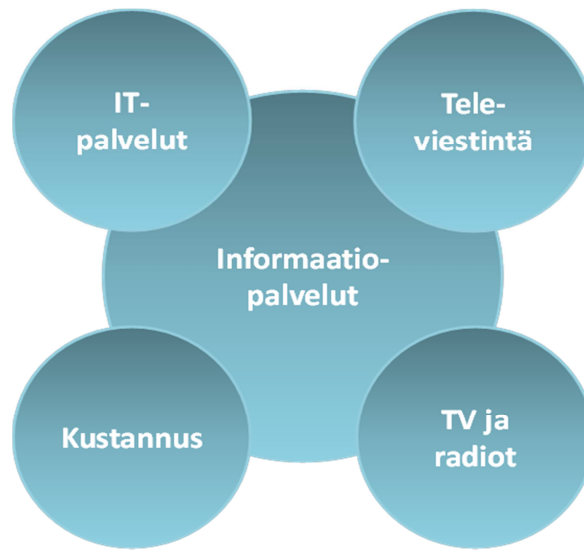 IT-
palvelut
Tele-
viestintä
Informaatio-
palvelut
Kustannus
TV ja
radiot